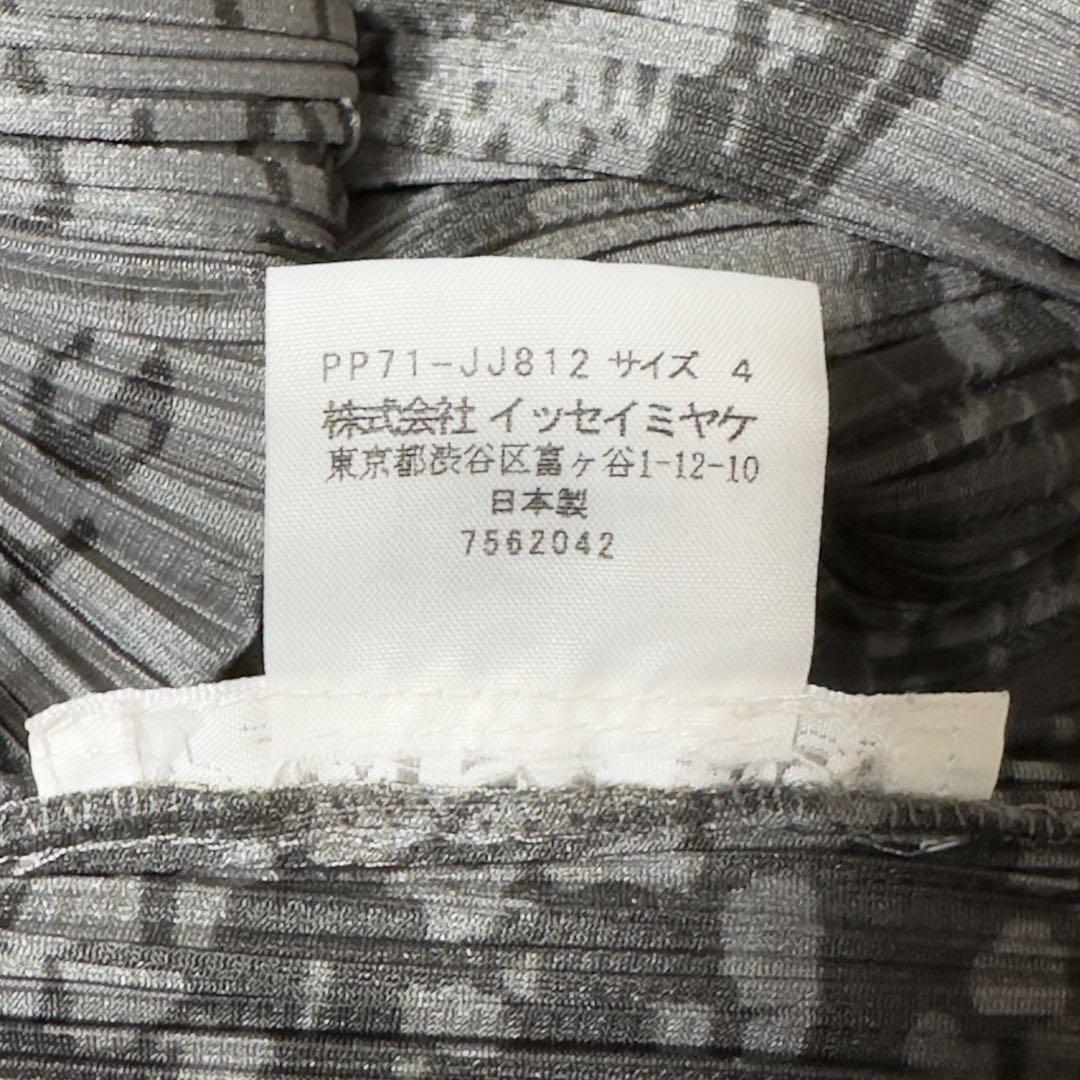 PP71-JJ812 サイズ 4
株式会社 イッセイミヤケ
東京都渋谷区富ヶ谷1-12-10
日本製
7562042